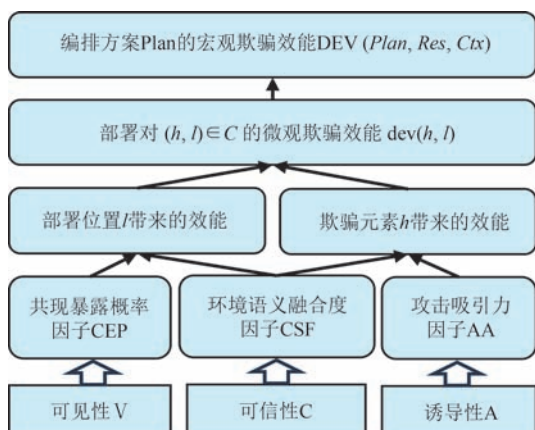 编排方案Plan的宏观欺骗效能DEV (Plan, Res, Ctx)
部署对 (h, l)∈C 的微观欺骗效能 dev(h, l)
部署位置l带来的效能
欺骗元素h带来的效能
共现暴露概率
因子CEP
环境语义融合度
因子CSF
攻击吸引力
因子AA
可见性V
可信性C
诱导性A